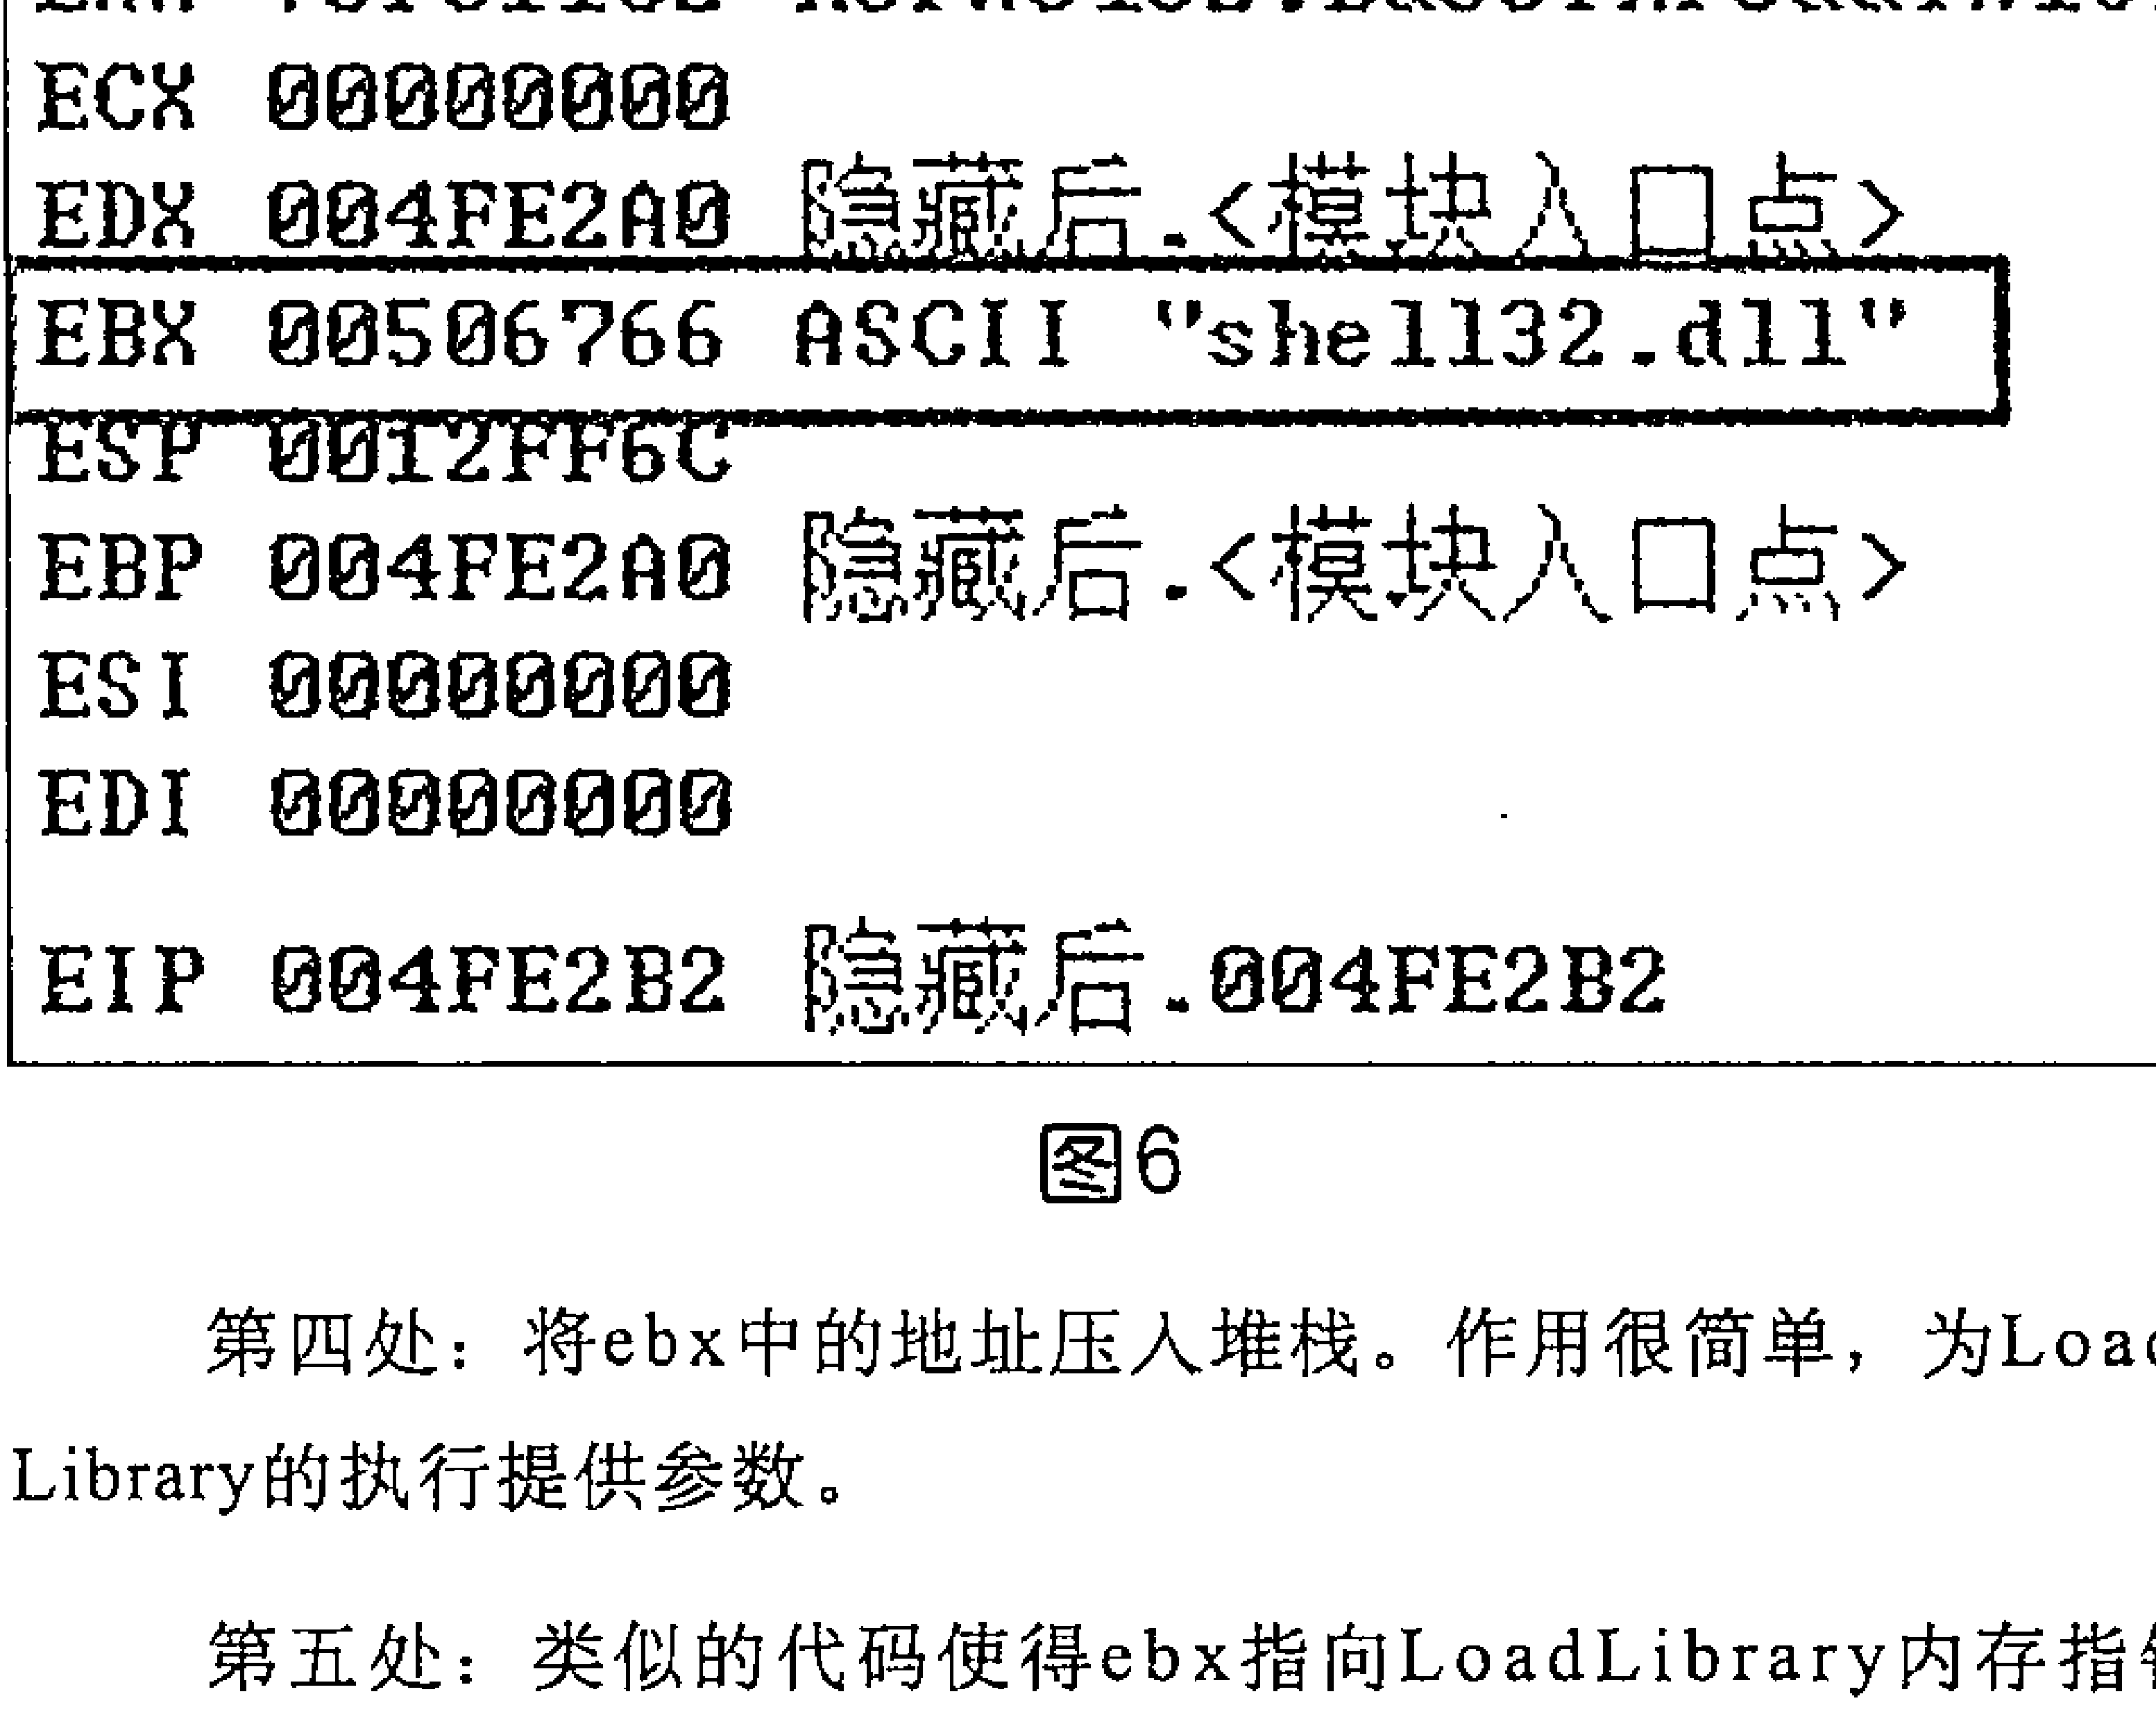 ECX 00000000
EDX 004FE2A0 隐藏后.<模块入口点>
EBX 00506766 ASCII "shell32.dll"
ESP 0012FF6C
EBP 004FE2A0 隐藏后.<模块入口点>
ESI 00000000
EDI 00000000
EIP 004FE2B2 隐藏后.004FE2B2
图6
第四处：将ebx中的地址压入堆栈。作用很简单，为Load
Library的执行提供参数。
第五处：类似的代码使得ebx指向LoadLibrary内存指